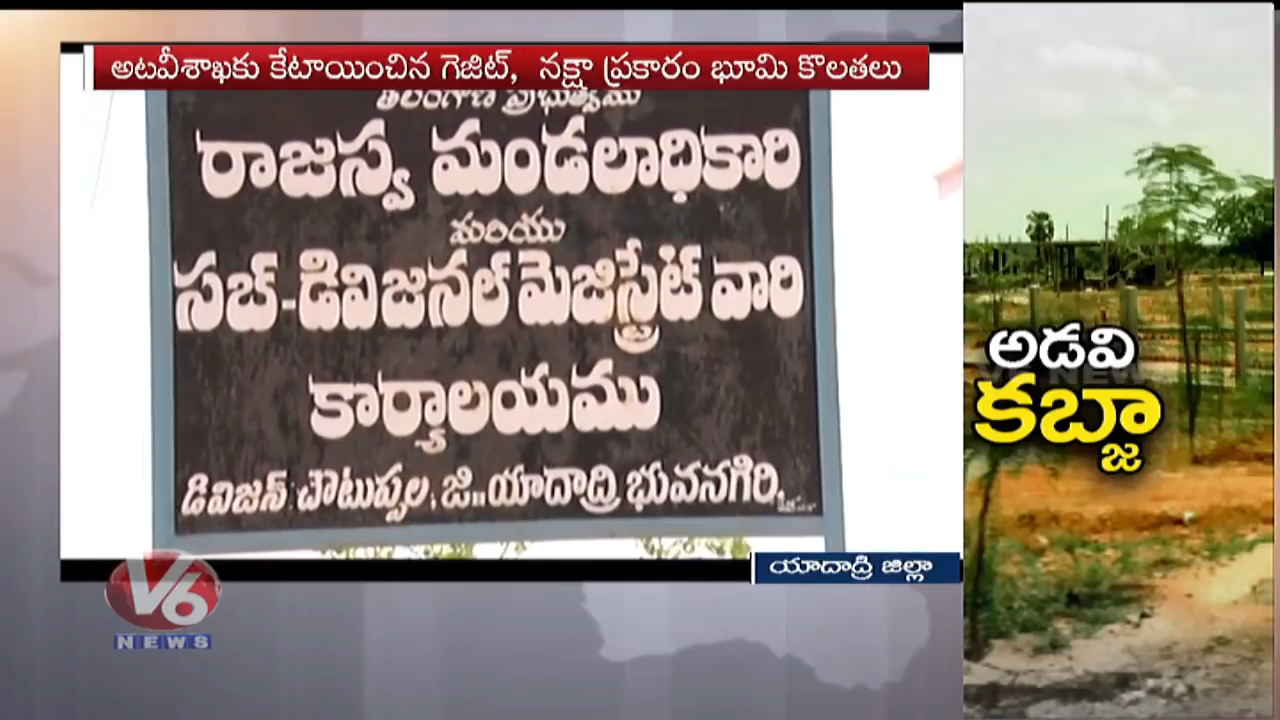 అటవీశాఖకు కేటాయించిన గెజిట్, నక్షా ప్రకారం భూమి కొలతలు
తెలంగాణ ప్రభుత్వము
రాజస్వ మండలాధికారి
మరియు
సబ్-డివిజనల్ మెజిస్ట్రేట్ వారి
కార్యాలయము
డివిజన్ చౌటుప్పల, జి..యాదాద్రి భువనగిరి.
అడవి
కబ్జా
యాదాద్రి జిల్లా
V6
NEWS